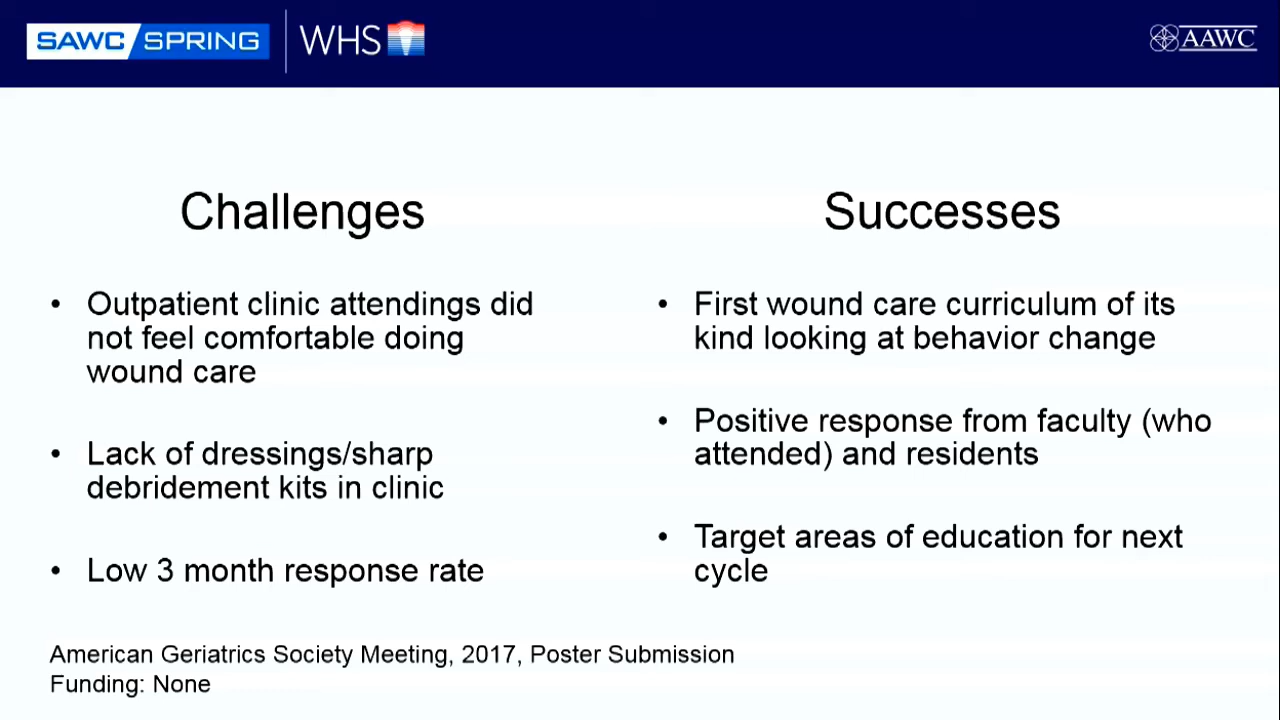 SAWC SPRING WHS AAWC
Challenges
• Outpatient clinic attendings did
not feel comfortable doing
wound care
• Lack of dressings/sharp
debridement kits in clinic
• Low 3 month response rate
Successes
• First wound care curriculum of its
kind looking at behavior change
• Positive response from faculty (who
attended) and residents
• Target areas of education for next
cycle
American Geriatrics Society Meeting, 2017, Poster Submission
Funding: None